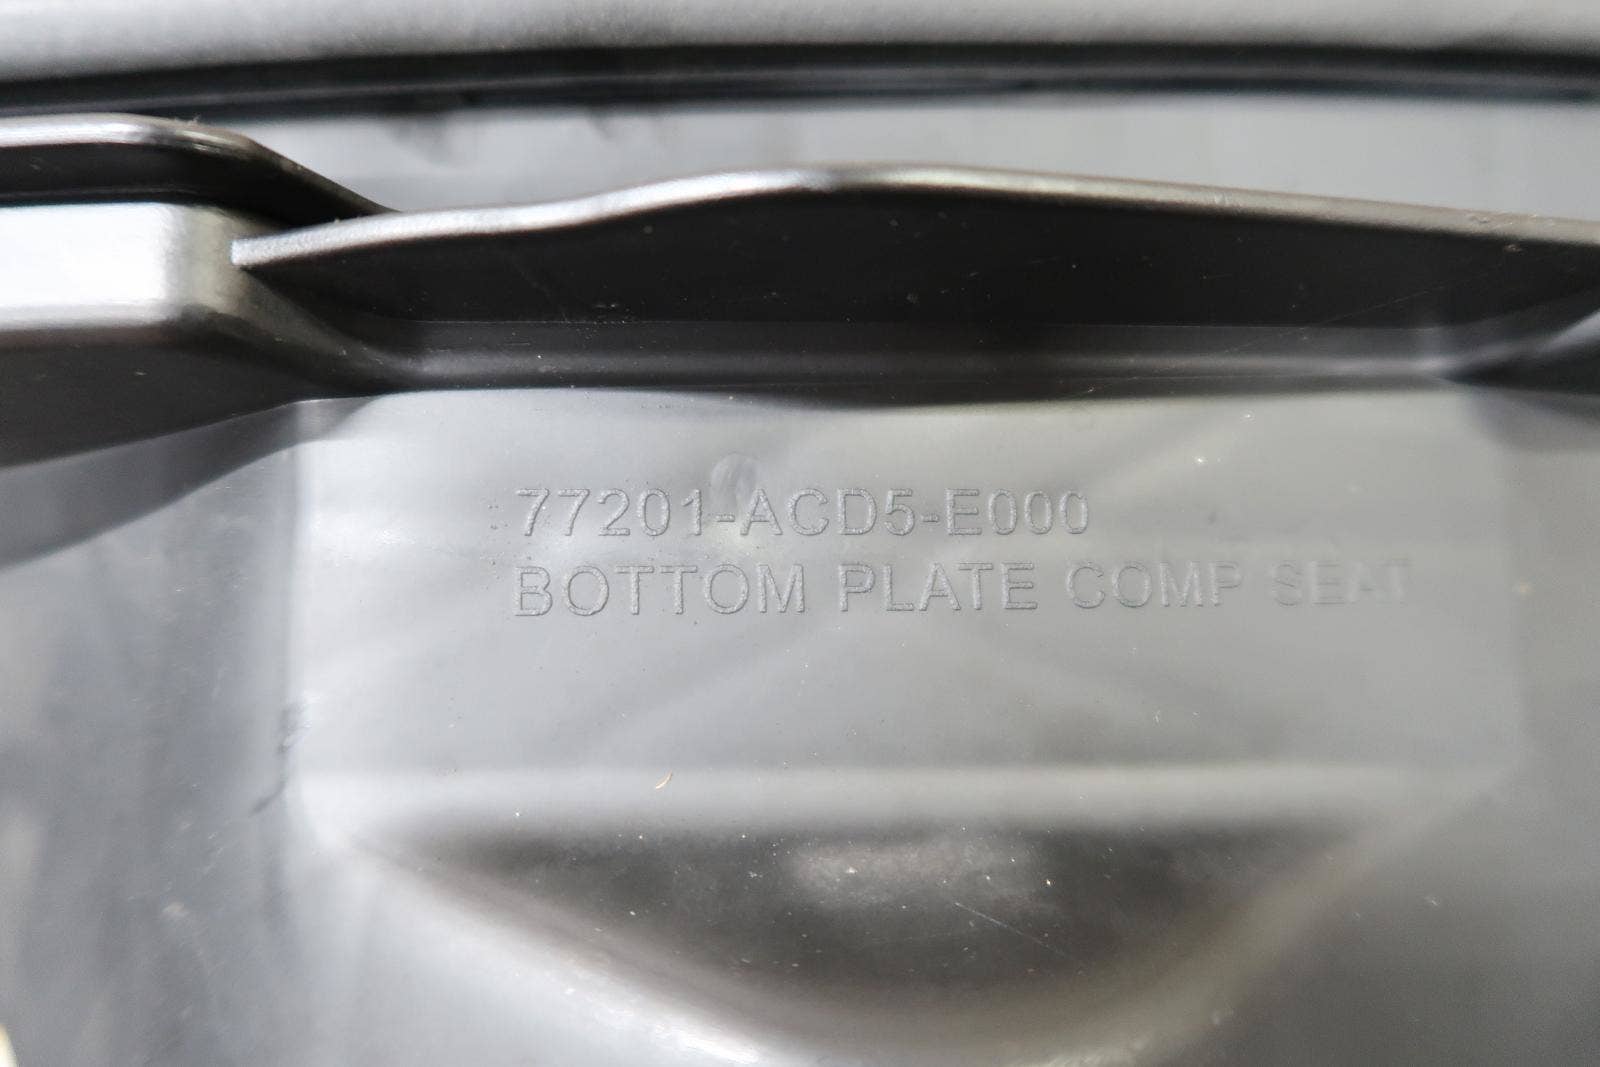 77201-ACD5-E000
BOTTOM PLATE COMP SEAT